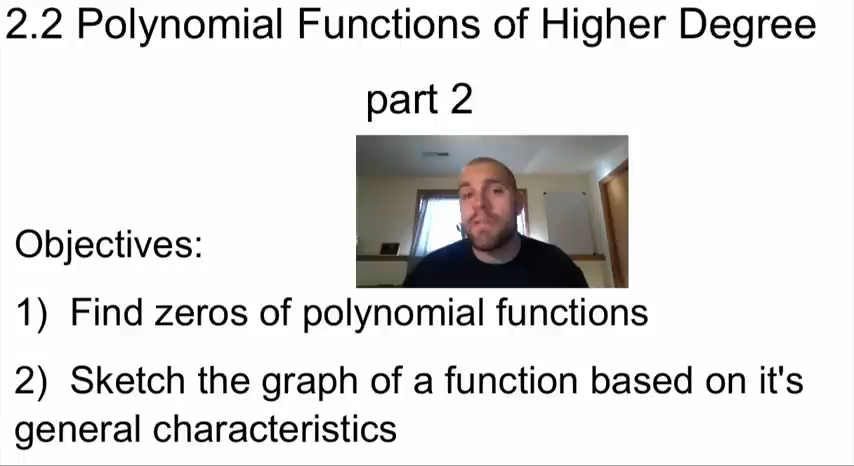 2.2 Polynomial Functions of Higher Degree
part 2
Objectives:
1) Find zeros of polynomial functions
2) Sketch the graph of a function based on it's
general characteristics